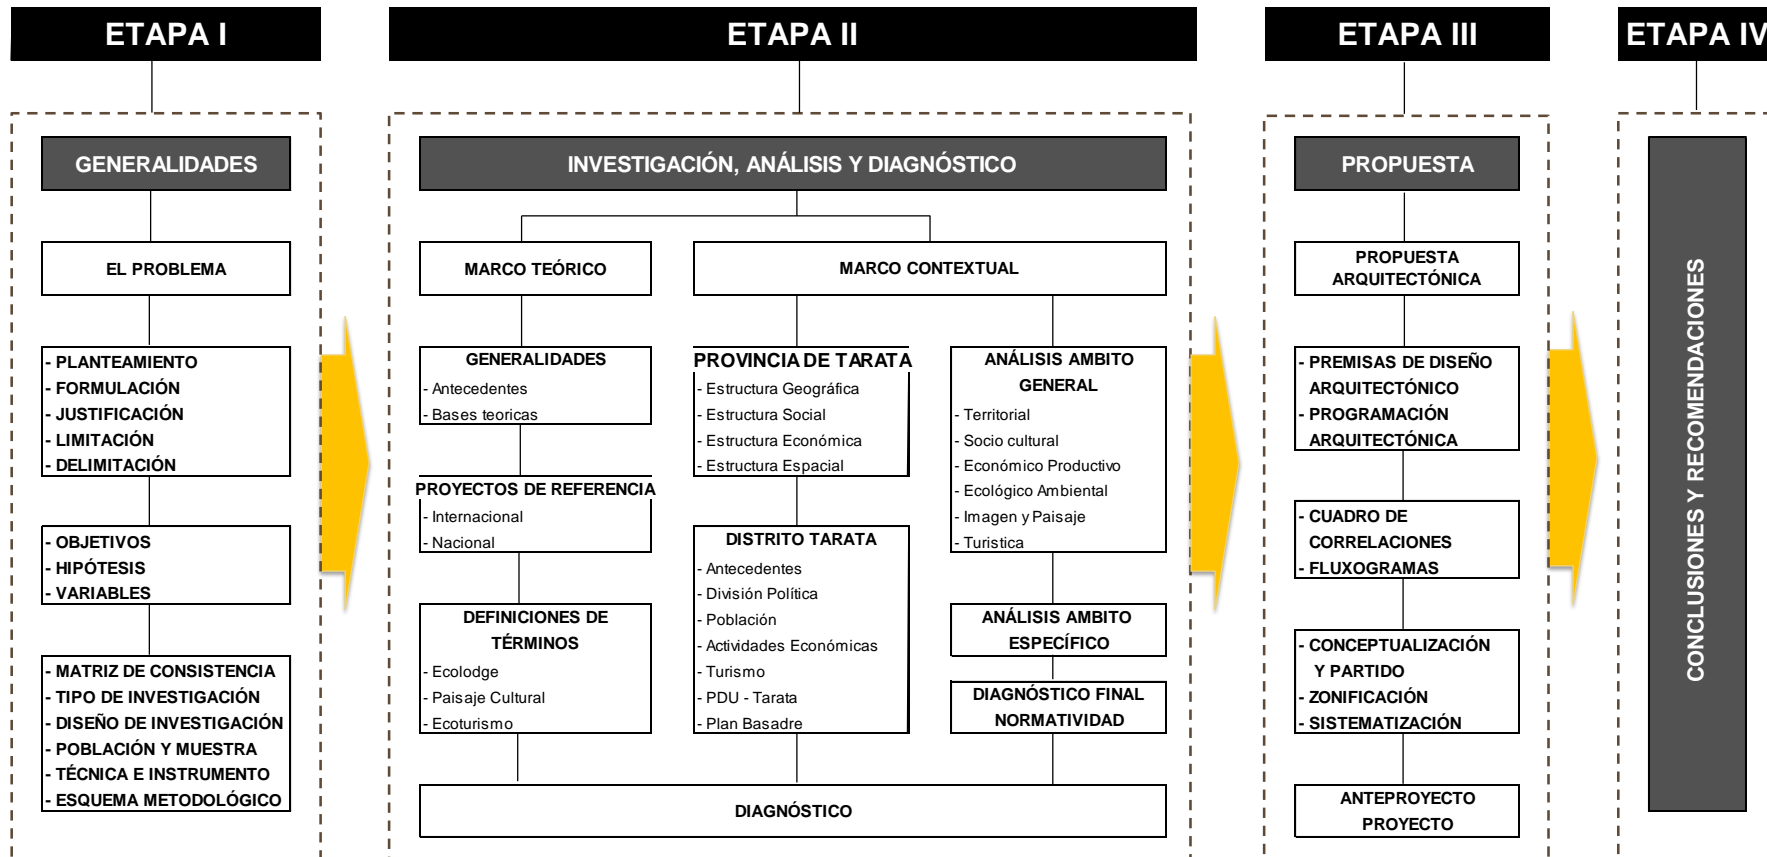 ETAPA I
ETAPA II
ETAPA III
ETAPA IV
GENERALIDADES
EL PROBLEMA
- PLANTEAMIENTO
- FORMULACIÓN
- JUSTIFICACIÓN
- LIMITACIÓN
- DELIMITACIÓN
- OBJETIVOS
- HIPÓTESIS
- VARIABLES
- MATRIZ DE CONSISTENCIA
- TIPO DE INVESTIGACIÓN
- DISEÑO DE INVESTIGACIÓN
- POBLACIÓN Y MUESTRA
- TÉCNICA E INSTRUMENTO
- ESQUEMA METODOLÓGICO
INVESTIGACIÓN, ANÁLISIS Y DIAGNÓSTICO
MARCO TEÓRICO
GENERALIDADES
- Antecedentes
- Bases teoricas
PROYECTOS DE REFERENCIA
- Internacional
- Nacional
DEFINICIONES DE
TÉRMINOS
- Ecolodge
- Paisaje Cultural
- Ecoturismo
MARCO CONTEXTUAL
PROVINCIA DE TARATA
- Estructura Geográfica
- Estructura Social
- Estructura Económica
- Estructura Espacial
DISTRITO TARATA
- Antecedentes
- División Política
- Población
- Actividades Económicas
- Turismo
- PDU - Tarata
- Plan Basadre
ANÁLISIS AMBITO
GENERAL
- Territorial
- Socio cultural
- Económico Productivo
- Ecológico Ambiental
- Imagen y Paisaje
- Turistica
ANÁLISIS AMBITO
ESPECÍFICO
DIAGNÓSTICO FINAL
NORMATIVIDAD
DIAGNÓSTICO
PROPUESTA
PROPUESTA
ARQUITECTÓNICA
- PREMISAS DE DISEÑO
ARQUITECTÓNICO
- PROGRAMACIÓN
ARQUITECTÓNICA
- CUADRO DE
CORRELACIONES
- FLUXOGRAMAS
- CONCEPTUALIZACIÓN
Y PARTIDO
- ZONIFICACIÓN
- SISTEMATIZACIÓN
ANTEPROYECTO
PROYECTO
CONCLUSIONES Y RECOMENDACIONES